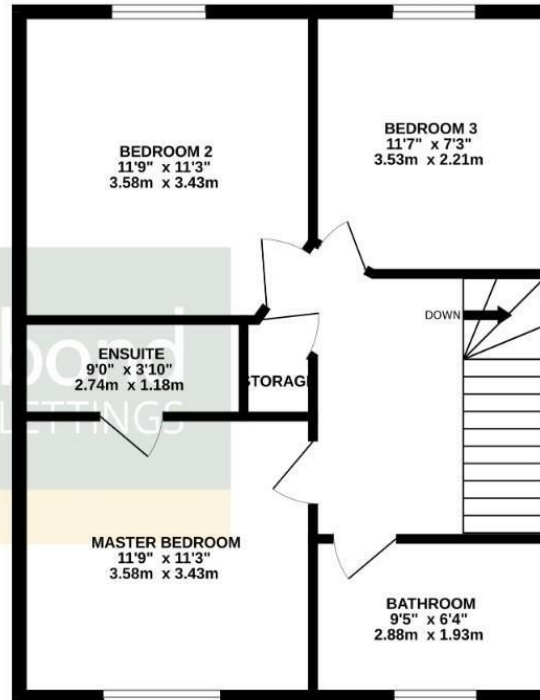 BEDROOM 2
11'9" x 11'3"
3.58m x 3.43m
BEDROOM 3
11'7" x 7'3"
3.53m x 2.21m
DOWN
ENSUITE
9'0" x 3'10"
2.74m x 1.18m
STORAGE
bond
LETTINGS
MASTER BEDROOM
11'9" x 11'3"
3.58m x 3.43m
BATHROOM
9'5" x 6'4"
2.88m x 1.93m